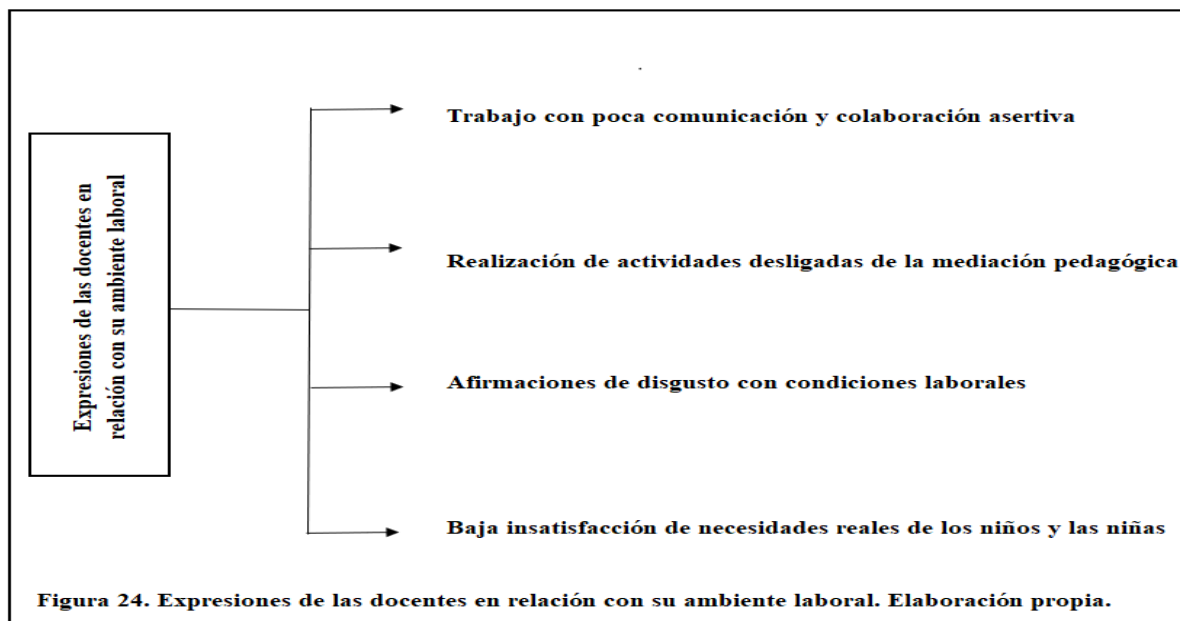 Expresiones de las docentes en
relación con su ambiente laboral
Trabajo con poca comunicación y colaboración asertiva
Realización de actividades desligadas de la mediación pedagógica
Afirmaciones de disgusto con condiciones laborales
Baja insatisfacción de necesidades reales de los niños y las niñas
Figura 24. Expresiones de las docentes en relación con su ambiente laboral. Elaboración propia.